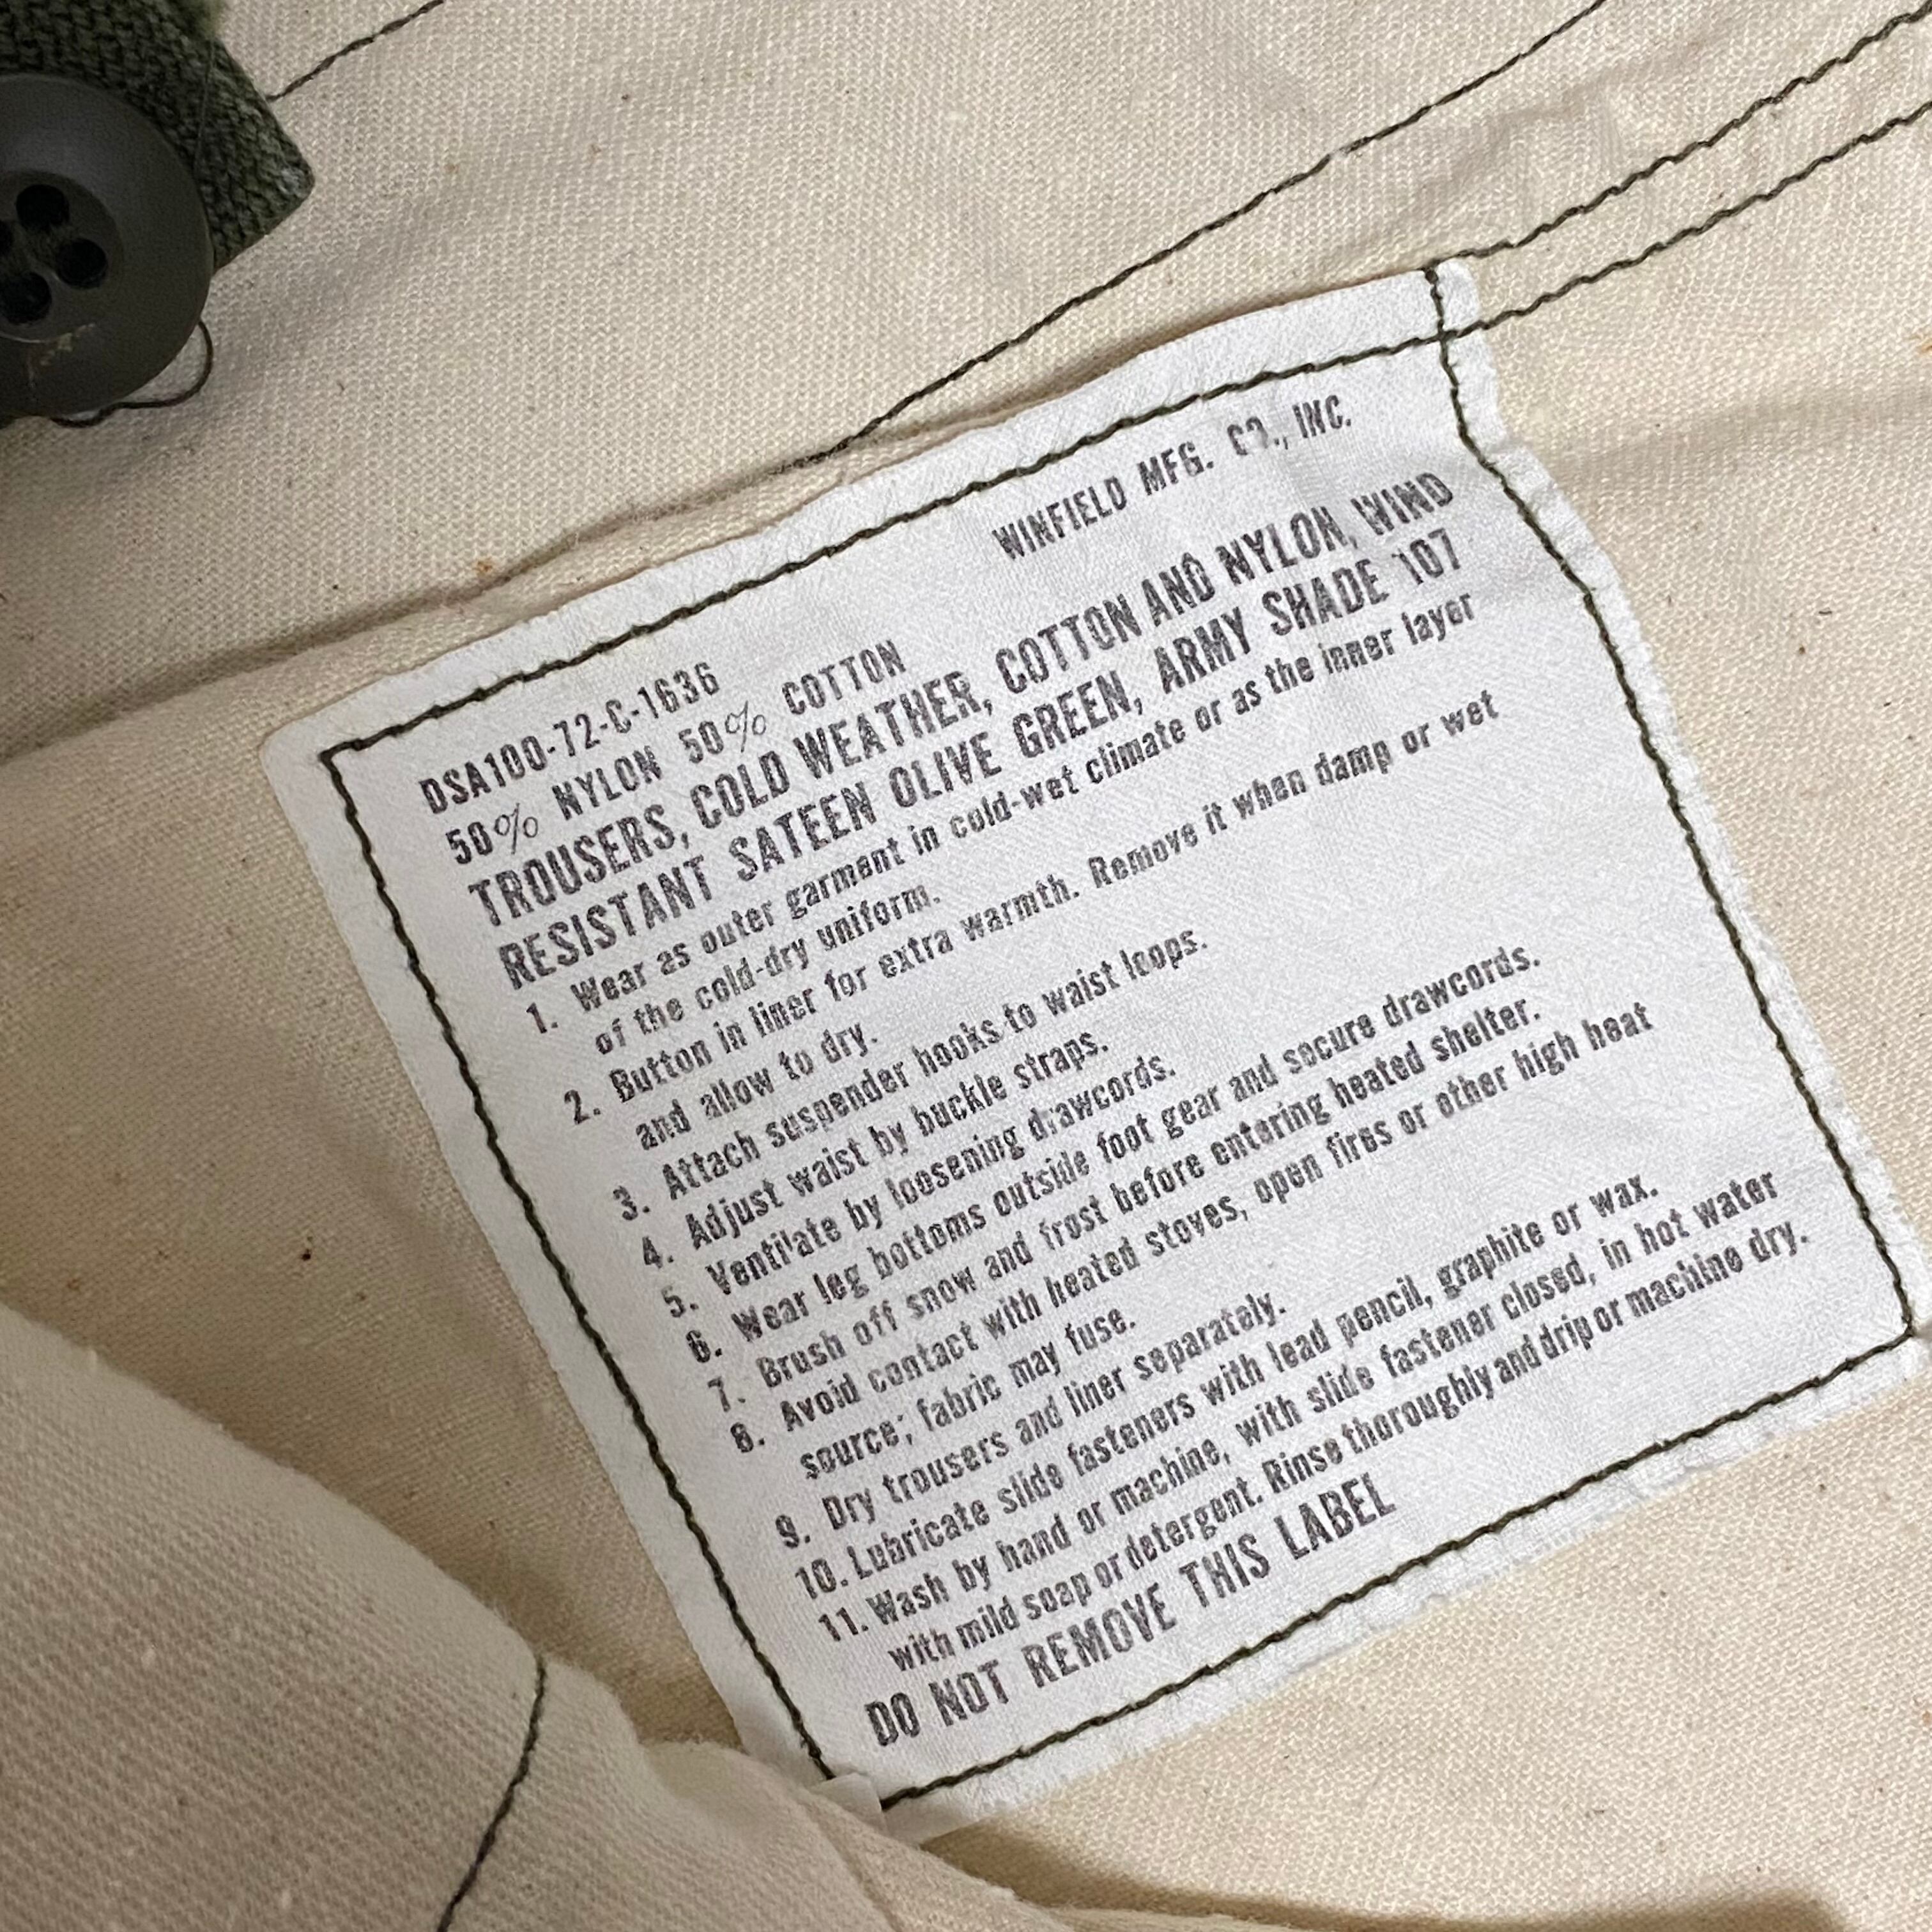 WINFIELD MFG. CO., INC.
DSA100-72-C-1636
50% NYLON 50% COTTON
TROUSERS, COLD WEATHER, COTTON AND NYLON, WIND
RESISTANT SATEEN OLIVE GREEN, ARMY SHADE 107
1. Wear as outer garment in cold-wet climate or as the inner layer
of the cold-dry uniform.
2. Button in liner for extra warmth. Remove it when damp or wet
and allow to dry.
3. Attach suspender hooks to waist loops.
4. Adjust waist by buckle straps.
5. Ventilate by loosening drawcords.
6. Wear leg bottoms outside foot gear and secure drawcords.
7. Brush off snow and frost before entering heated shelter.
8. Avoid contact with heated stoves, open fires or other high heat
source; fabric may fuse.
9. Dry trousers and liner separately.
10. Lubricate slide fasteners with lead pencil, graphite or wax.
11. Wash by hand or machine, with slide fastener closed, in hot water
with mild soap or detergent. Rinse thoroughly and drip or machine dry.
DO NOT REMOVE THIS LABEL